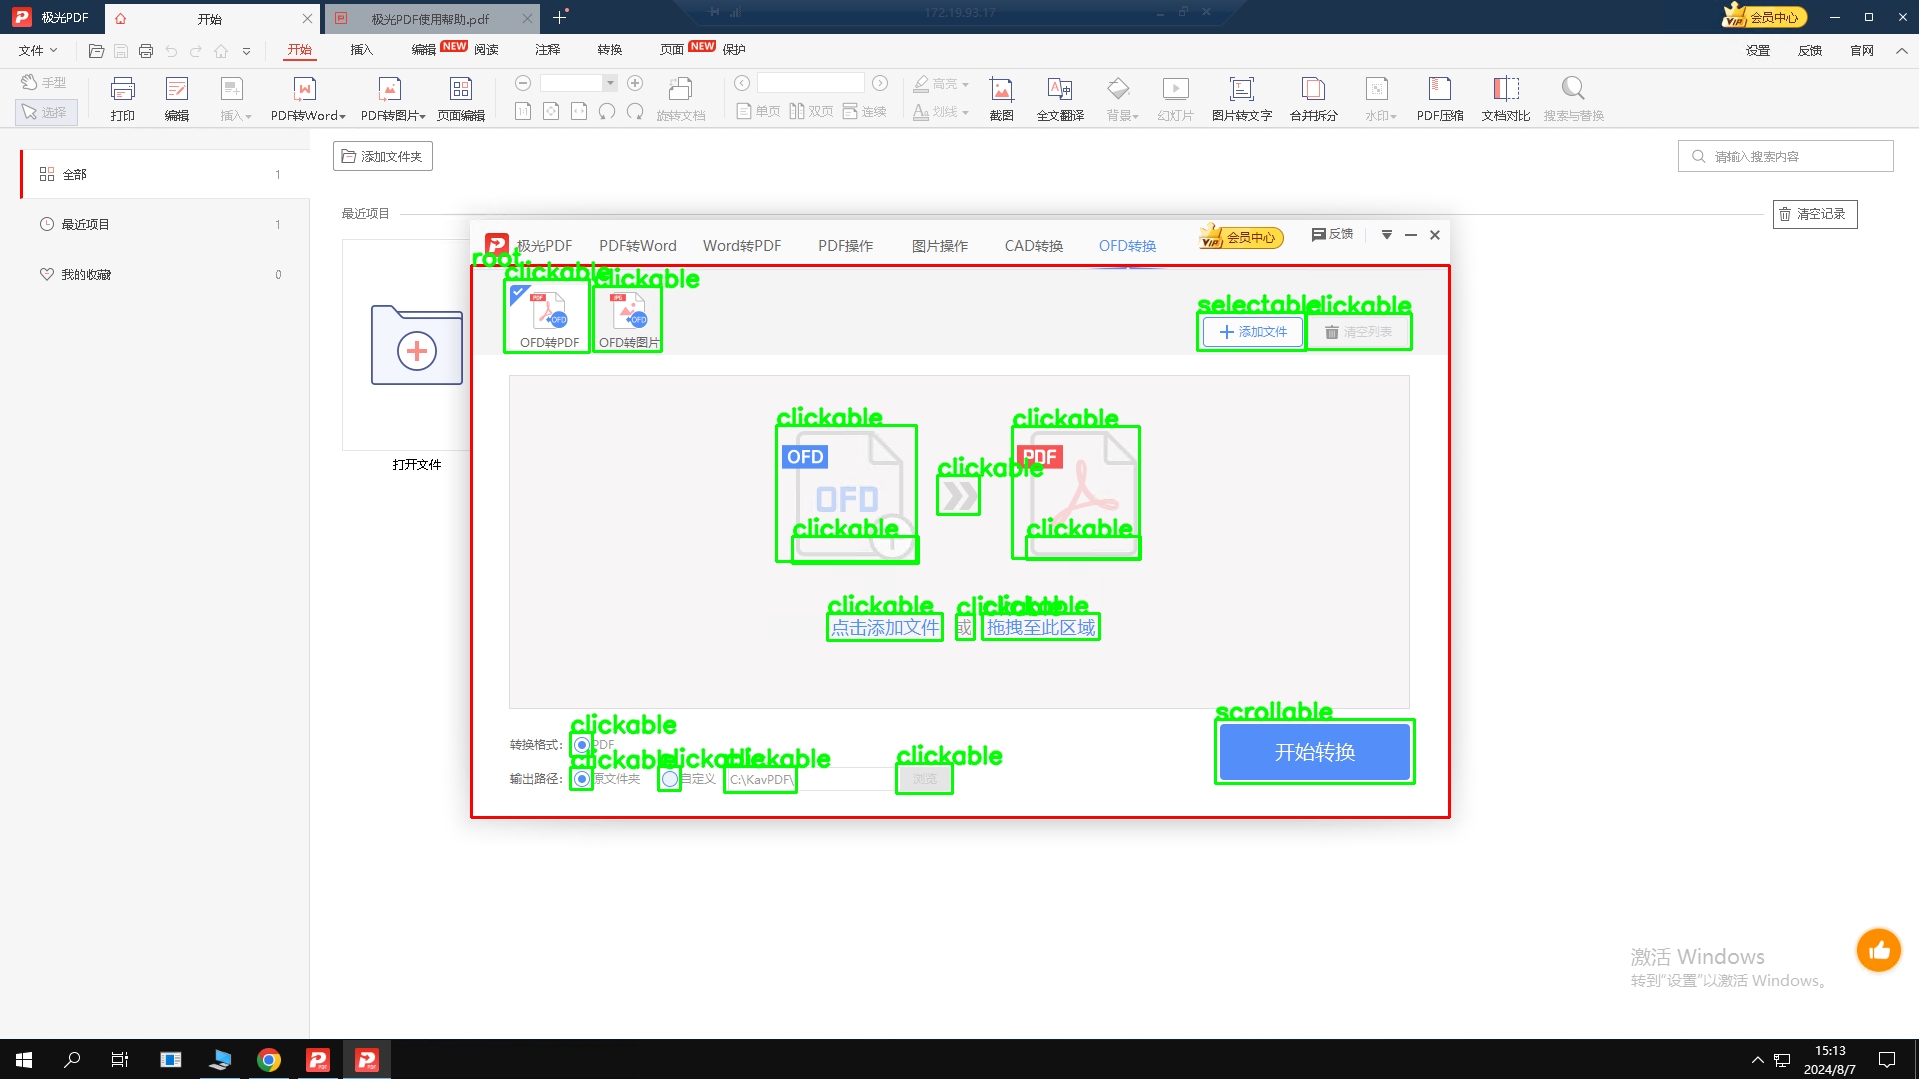 极光PDF
开始
极光PDF使用帮助.pdf
172.19.93.17
会员中心
文件
开始
插入
编辑
NEW
阅读
注释
转换
页面
NEW
保护
设置
反馈
官网
手型
选择
打印
编辑
插入
PDF转Word
PDF转图片
页面编辑
旋转文档
单页
双页
连续
高亮
划线
截图
全文翻译
背景
幻灯片
图片转文字
合并拆分
水印
PDF压缩
文档对比
搜索与替换
全部
1
最近项目
1
我的收藏
0
添加文件夹
请输入搜索内容
最近项目
清空记录
打开文件
极光PDF
PDF转Word
Word转PDF
PDF操作
图片操作
CAD转换
OFD转换
VIP
会员中心
反馈
root
clickable
clickable
OFD转PDF
OFD转图片
selectable
clickable
添加文件
清空列表
clickable
OFD
OFD
clickable
clickable
clickable
PDF
clickable
clickable
点击添加文件
clickable
或
clickable
拖拽至此区域
clickable
转换格式:
PDF
clickable
输出路径:
原文件夹
clickable
自定义
clickable
C:\KavPDF\
clickable
浏览
scrollable
开始转换
激活 Windows
转到“设置”以激活 Windows。
15:13
2024/8/7